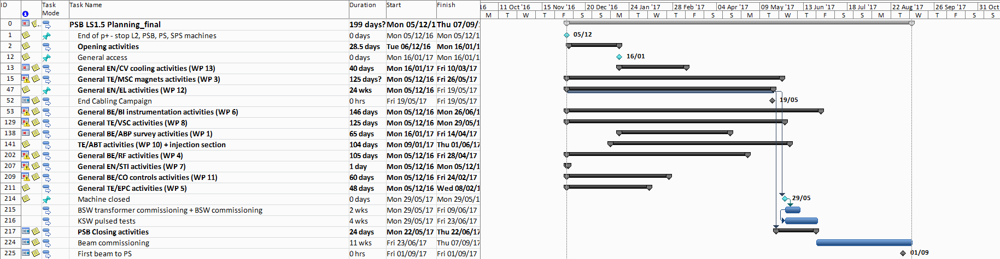 ID Task Mode Task Name Duration Start Finish
16 11 Oct '16 15 Nov '16 20 Dec '16 24 Jan '17 28 Feb '17 04 Apr '17 09 May '17 13 Jun '17 18 Jul '17 22 Aug '17 26 Sep '17 31 Oct
M T W T F S S M T W T F S S M T W T F S S M T W
0 PSB LS1.5 Planning_final 199 days? Mon 05/12/1 Thu 07/09/
1 End of p+ - stop L2, PSB, PS, SPS machines 0 days Mon 05/12/16 Mon 05/12/1 05/12
2 Opening activities 28.5 days Tue 06/12/16 Mon 16/01/1
12 General access 0 days Mon 16/01/17 Mon 16/01/1 16/01
13 General EN/CV cooling activities (WP 13) 40 days Mon 16/01/17 Fri 10/03/17
15 General TE/MSC magnets activities (WP 3) 125 days? Mon 05/12/16 Fri 26/05/17
47 General EN/EL activities (WP 12) 24 wks Mon 05/12/16 Fri 19/05/17
52 End Cabling Campaign 0 hrs Fri 19/05/17 Fri 19/05/17 19/05
53 General BE/BI instrumentation activities (WP 6) 146 days Mon 05/12/16 Mon 26/06/1
129 General TE/VSC activities (WP 8) 125 days Mon 05/12/16 Mon 29/05/1
138 General BE/ABP survey activities (WP 1) 65 days Mon 16/01/17 Fri 14/04/17
141 TE/ABT activities (WP 10) + injection section 104 days Mon 09/01/17 Thu 01/06/17
202 General BE/RF activities (WP 4) 105 days Mon 05/12/16 Fri 28/04/17
207 General EN/STI activities (WP 7) 1 day Mon 05/12/16 Mon 05/12/1
209 General BE/CO controls activities (WP 11) 60 days Mon 05/12/16 Fri 24/02/17
211 General TE/EPC activities (WP 5) 48 days Mon 05/12/16 Wed 08/02/1
214 Machine closed 0 days Mon 29/05/17 Mon 29/05/1 29/05
215 BSW transformer commissioning + BSW commissioning 2 wks Mon 29/05/17 Fri 09/06/17
216 KSW pulsed tests 4 wks Mon 29/05/17 Fri 23/06/17
217 PSB Closing activities 24 days Mon 22/05/17 Thu 22/06/17
224 Beam commissioning 11 wks Fri 23/06/17 Thu 07/09/17
225 First beam to PS 0 hrs Fri 01/09/17 Fri 01/09/17 01/09